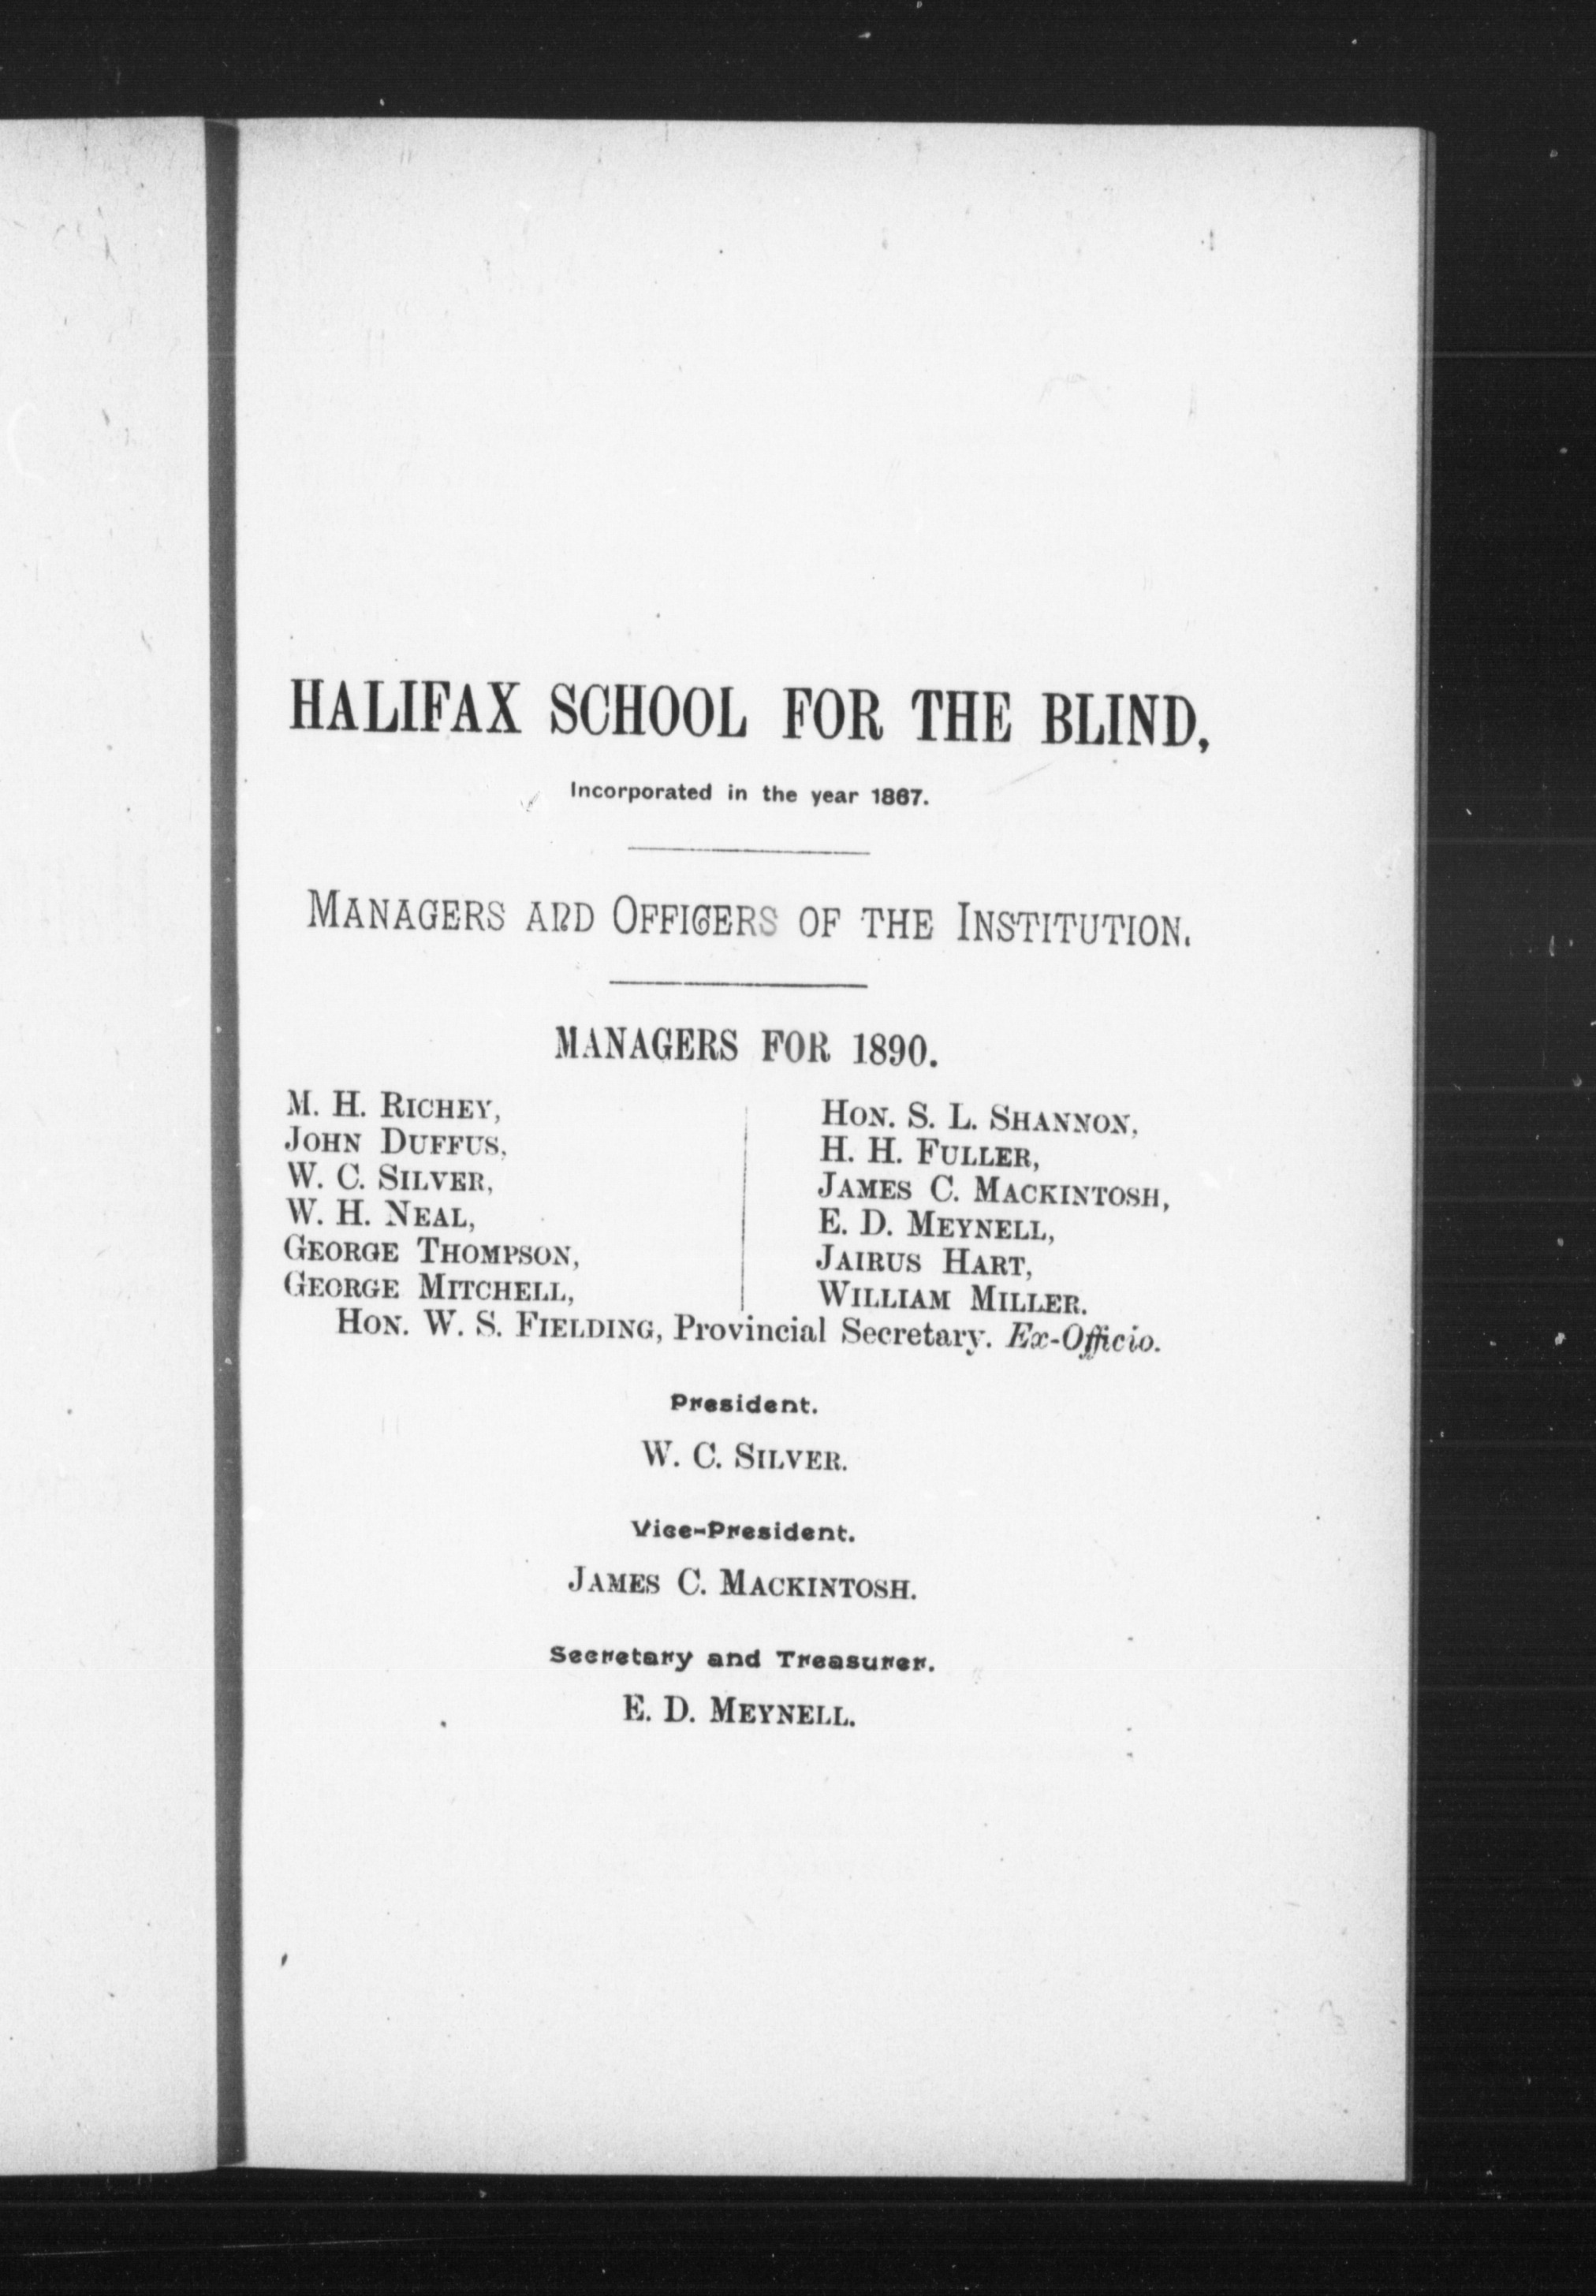 HALIFAX SCHOOL FOR THE BLIND,
Incorporated in the year 1867.
MANAGERS AND OFFICERS OF THE INSTITUTION.
MANAGERS FOR 1890.
M. H. RICHEY,
JOHN DUFFUS,
W. C. SILVER,
W. H. NEAL,
GEORGE THOMPSON,
GEORGE MITCHELL,
HON. S. L. SHANNON,
H. H. FULLER,
JAMES C. MACKINTOSH,
E. D. MEYNELL,
JAIRUS HART,
WILLIAM MILLER.
HON. W. S. FIELDING, Provincial Secretary. Ex-Officio.
President.
W. C. SILVER.
Vice-President.
JAMES C. MACKINTOSH.
Secretary and Treasurer.
E. D. MEYNELL.